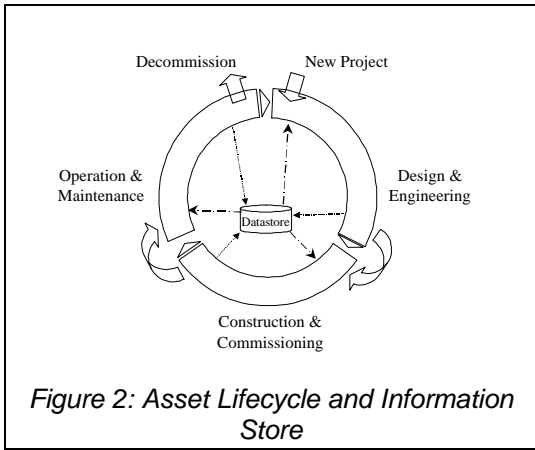 Decommission
New Project
Operation &
Maintenance
Design &
Engineering
Datastore
Construction &
Commissioning
Figure 2: Asset Lifecycle and Information
Store